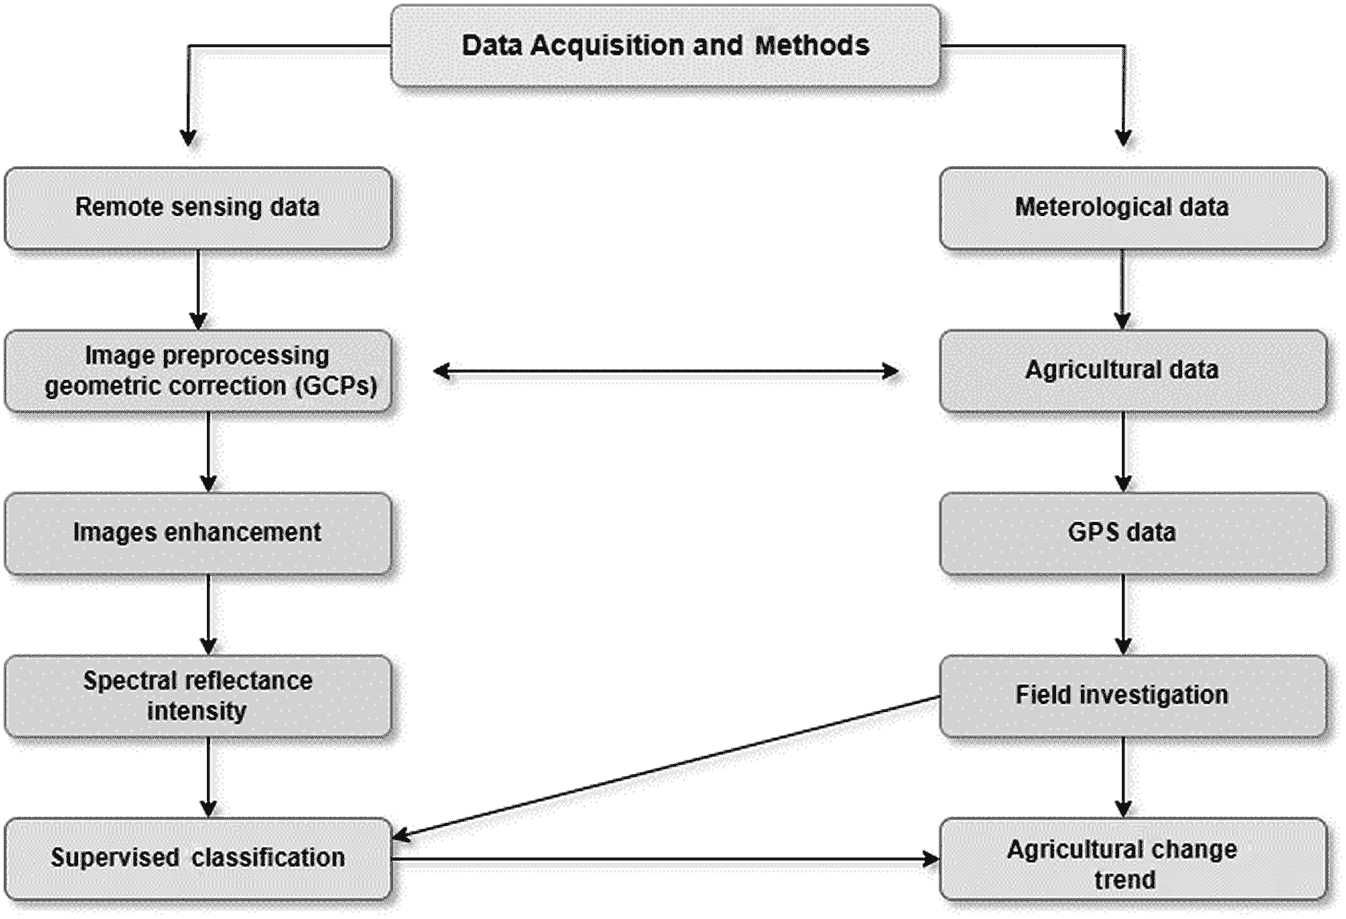 Data Acquisition and Methods
Remote sensing data
Meterological data
Image preprocessing
geometric correction (GCPs)
Agricultural data
Images enhancement
GPS data
Spectral reflectance
intensity
Field investigation
Supervised classification
Agricultural change
trend